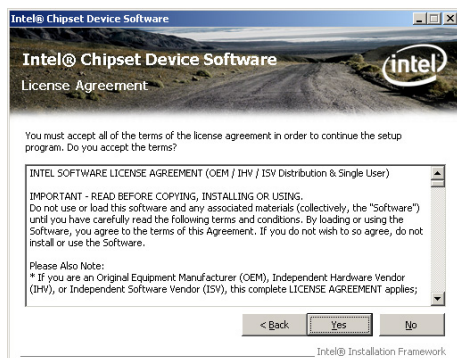 Intel® Chipset Device Software
Intel® Chipset Device Software
License Agreement
intel
You must accept all of the terms of the license agreement in order to continue the setup
program. Do you accept the terms?
INTEL SOFTWARE LICENSE AGREEMENT (OEM / IHV / ISV Distribution & Single User)
IMPORTANT - READ BEFORE COPYING, INSTALLING OR USING.
Do not use or load this software and any associated materials (collectively, the "Software")
until you have carefully read the following terms and conditions. By loading or using the
Software, you agree to the terms of this Agreement. If you do not wish to so agree, do not
install or use the Software.
Please Also Note:
* If you are an Original Equipment Manufacturer (OEM), Independent Hardware Vendor
(IHV), or Independent Software Vendor (ISV), this complete LICENSE AGREEMENT applies;
< Back Yes No
Intel® Installation Framework